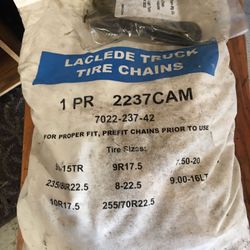 LACLEDE TRUCK
TIRE CHAINS
1 PR 2237CAM
7022-237-42
FOR PROPER FIT, PREFIT CHAINS PRIOR TO USE
Tire Sizes:
9R17.5 7.50-20
235/80R22.5 8-22.5 9.00-16LT
10R17.5 255/70R22.5